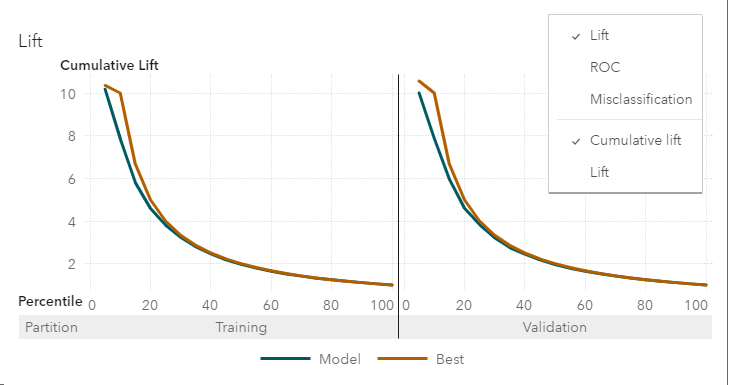 Lift
Cumulative Lift
10
8
6
4
2
Percentile 0 20 40 60 80 100 0 20 40 60 80 100
Partition Training Validation
Model Best
✓ Lift
ROC
Misclassification
✓ Cumulative lift
Lift